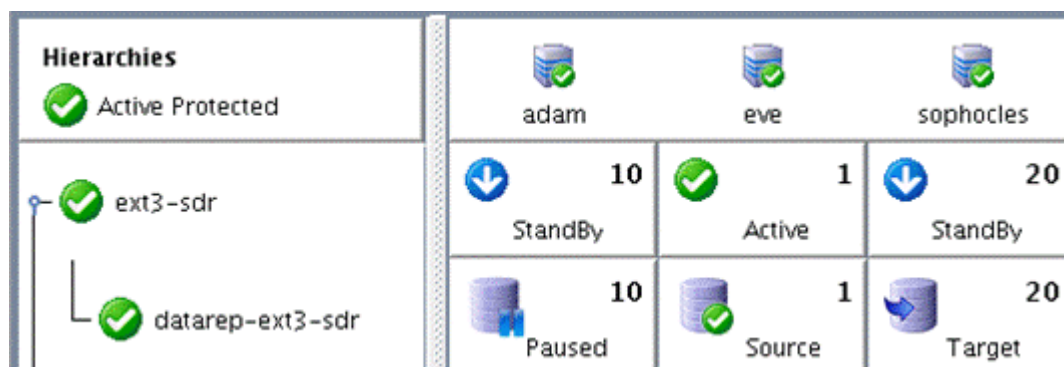 Hierarchies
Active Protected
adam eve sophocles
ext3-sdr
10 1 20
StandBy Active StandBy
datarep-ext3-sdr
10 1 20
Paused Source Target